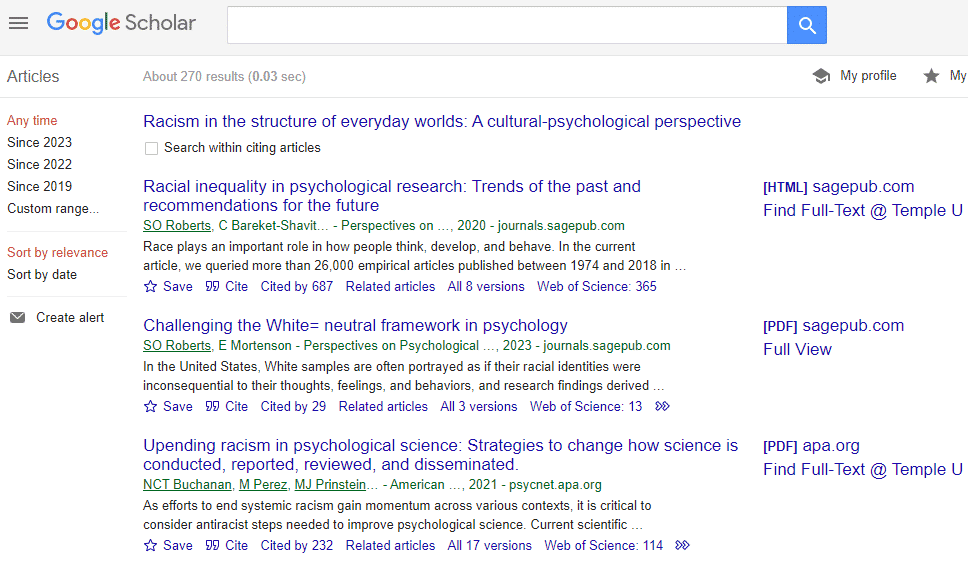 Google Scholar
Articles
About 270 results (0.03 sec)
My profile
My
Any time
Since 2023
Since 2022
Since 2019
Custom range...
Sort by relevance
Sort by date
Create alert
Racism in the structure of everyday worlds: A cultural-psychological perspective
Search within citing articles
Racial inequality in psychological research: Trends of the past and
recommendations for the future
SO Roberts, C Bareket-Shavit… - Perspectives on …, 2020 - journals.sagepub.com
Race plays an important role in how people think, develop, and behave. In the current
article, we queried more than 26,000 empirical articles published between 1974 and 2018 in …
Save Cite Cited by 687 Related articles All 8 versions Web of Science: 365
[HTML] sagepub.com
Find Full-Text @ Temple U
Challenging the White= neutral framework in psychology
SO Roberts, E Mortenson - Perspectives on Psychological …, 2023 - journals.sagepub.com
In the United States, White samples are often portrayed as if their racial identities were
inconsequential to their thoughts, feelings, and behaviors, and research findings derived …
Save Cite Cited by 29 Related articles All 3 versions Web of Science: 13
[PDF] sagepub.com
Full View
Upending racism in psychological science: Strategies to change how science is
conducted, reported, reviewed, and disseminated.
NCT Buchanan, M Perez, MJ Prinstein… - American …, 2021 - psycnet.apa.org
As efforts to end systemic racism gain momentum across various contexts, it is critical to
consider antiracist steps needed to improve psychological science. Current scientific …
Save Cite Cited by 232 Related articles All 17 versions Web of Science: 114
[PDF] apa.org
Find Full-Text @ Temple U